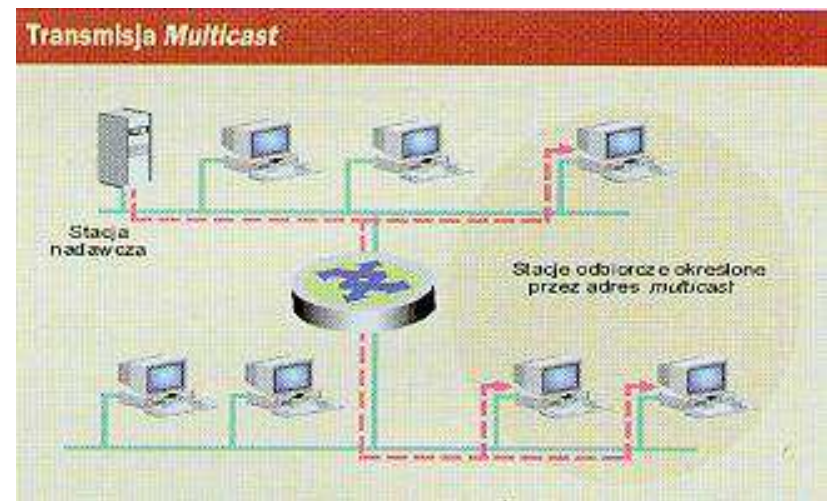 Transmisja Multicast
Stacja
nadawcza
Stacje odbiorcze określone
przez adres multicast